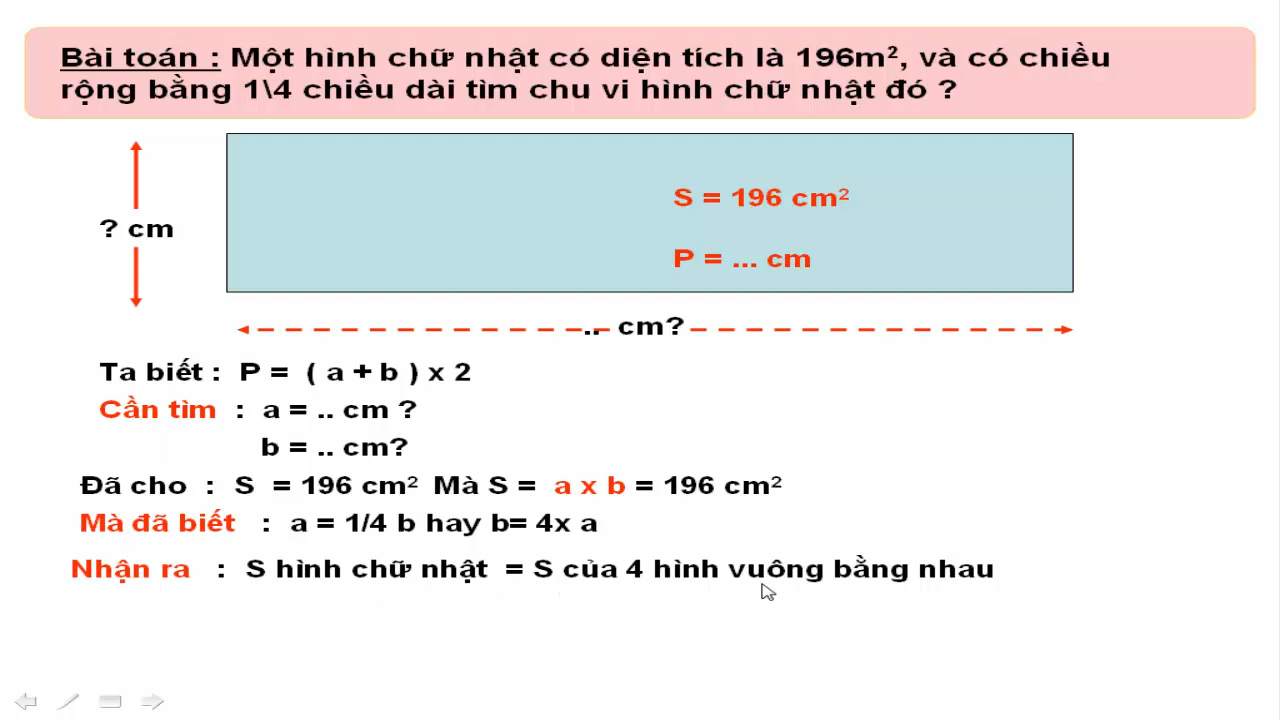 Bài toán : Một hình chữ nhật có diện tích là 196m², và có chiều
rộng bằng 1\4 chiều dài tìm chu vi hình chữ nhật đó ?
S = 196 cm²
? cm
P = ... cm
.. cm?
Ta biết : P = ( a + b ) x 2
Cần tìm : a = .. cm ?
b = .. cm?
Đã cho : S = 196 cm² Mà S = a x b = 196 cm²
Mà đã biết : a = 1/4 b hay b= 4x a
Nhận ra : S hình chữ nhật = S của 4 hình vuông bằng nhau